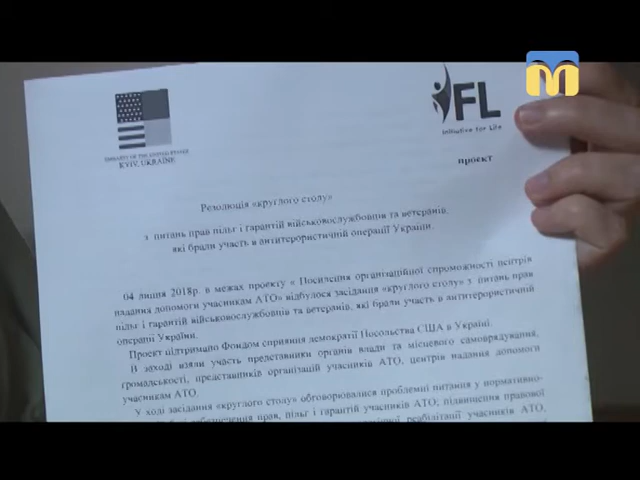 EMBASSY OF THE UNITED STATES
KYIV, UKRAINE
FL
Initiative for Life
проект
Резолюція «круглого столу»
з питань прав пільг і гарантій військовослужбовців та ветеранів,
які брали участь в антитерористичній операції України.
04 липня 2018р. в межах проекту « Посилення організаційної спроможності центрів
надання допомоги учасникам АТО» відбулося засідання «круглого столу» з питань прав
пільг і гарантій військовослужбовців та ветеранів, які брали участь в антитерористичній
операції України.
Проект підтримано Фондом сприяння демократії Посольства США в Україні.
В заході взяли участь представники органів влади та місцевого самоврядування,
громадськості, представників організацій учасників АТО, центрів надання допомоги
учасникам АТО.
У ході засідання «круглого столу» обговорювалися проблемні питання у нормативно-
забезпечення прав, пільг і гарантій учасників АТО; підвищення правової
реабілітації учасників АТО,
М